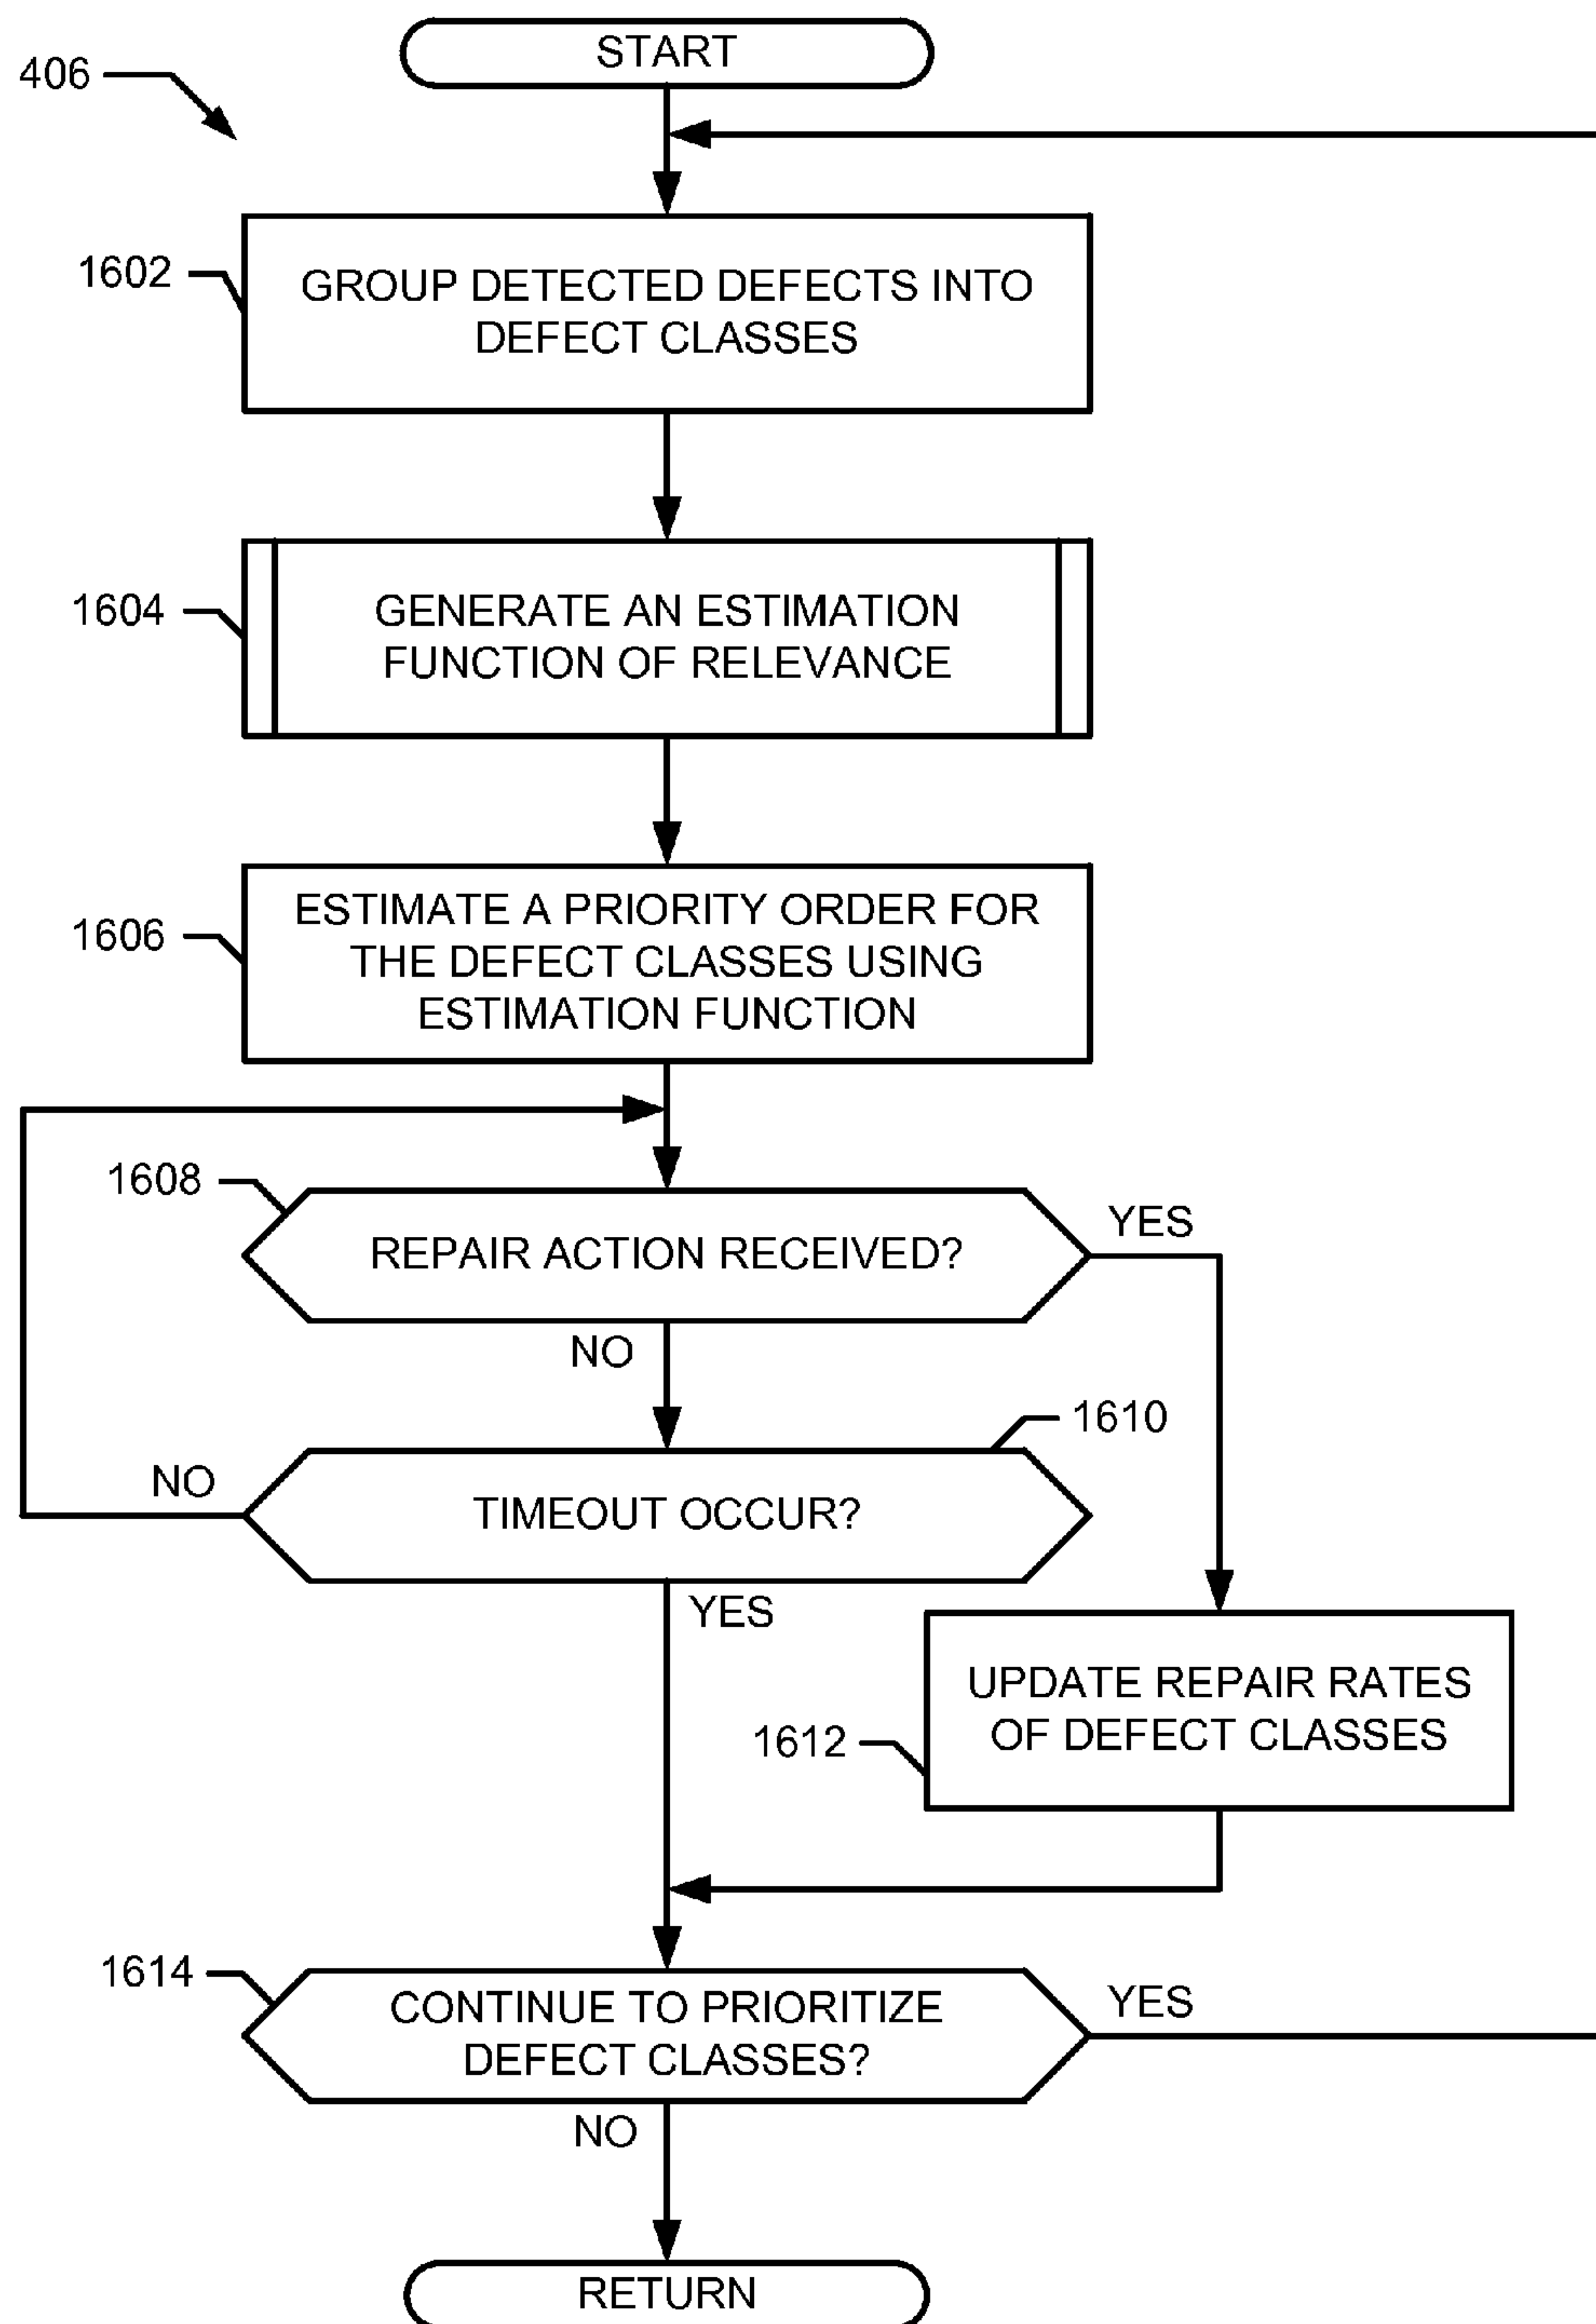 START
406
1602
GROUP DETECTED DEFECTS INTO
DEFECT CLASSES
1604
GENERATE AN ESTIMATION
FUNCTION OF RELEVANCE
1606
ESTIMATE A PRIORITY ORDER FOR
THE DEFECT CLASSES USING
ESTIMATION FUNCTION
1608
REPAIR ACTION RECEIVED?
YES
NO
1610
NO
TIMEOUT OCCUR?
YES
UPDATE REPAIR RATES
OF DEFECT CLASSES
1612
1614
CONTINUE TO PRIORITIZE
DEFECT CLASSES?
YES
NO
RETURN